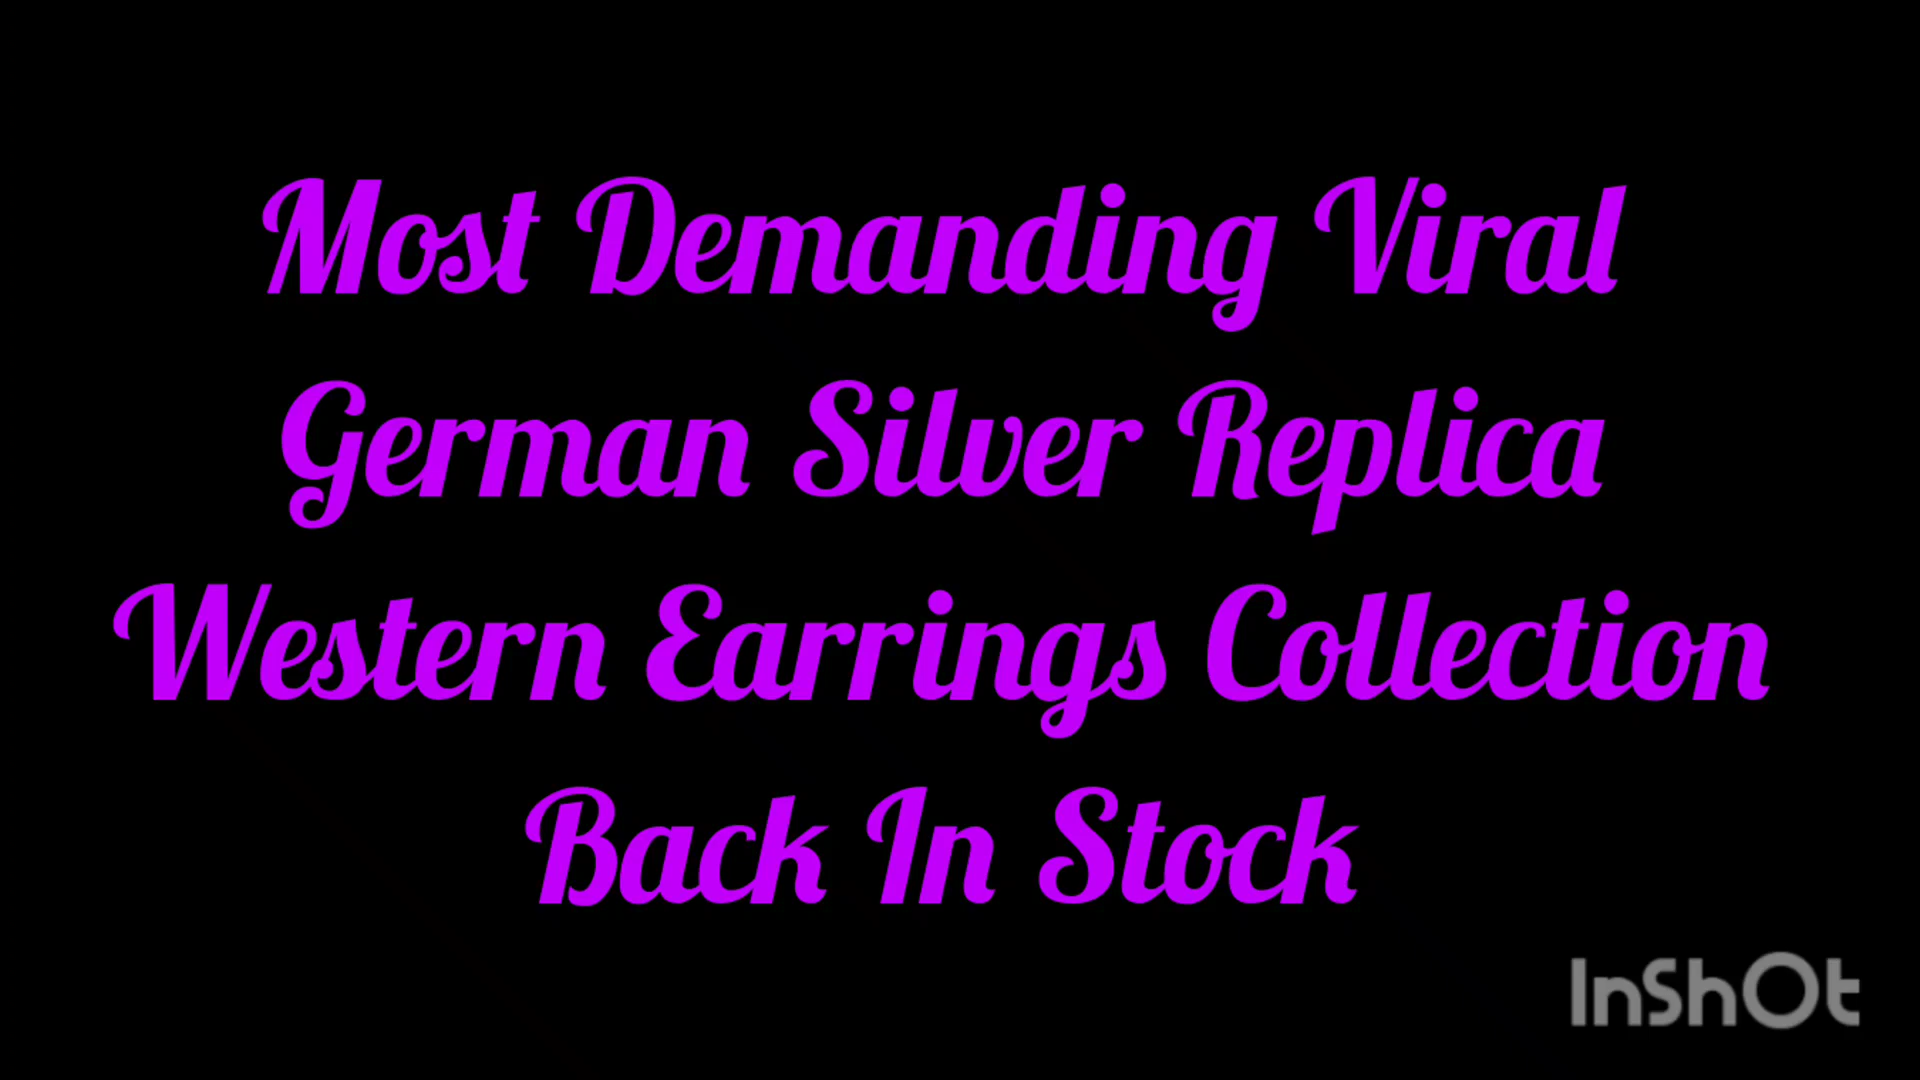 Most Demanding Viral
German Silver Replica
Western Earrings Collection
Back In Stock
InShOt